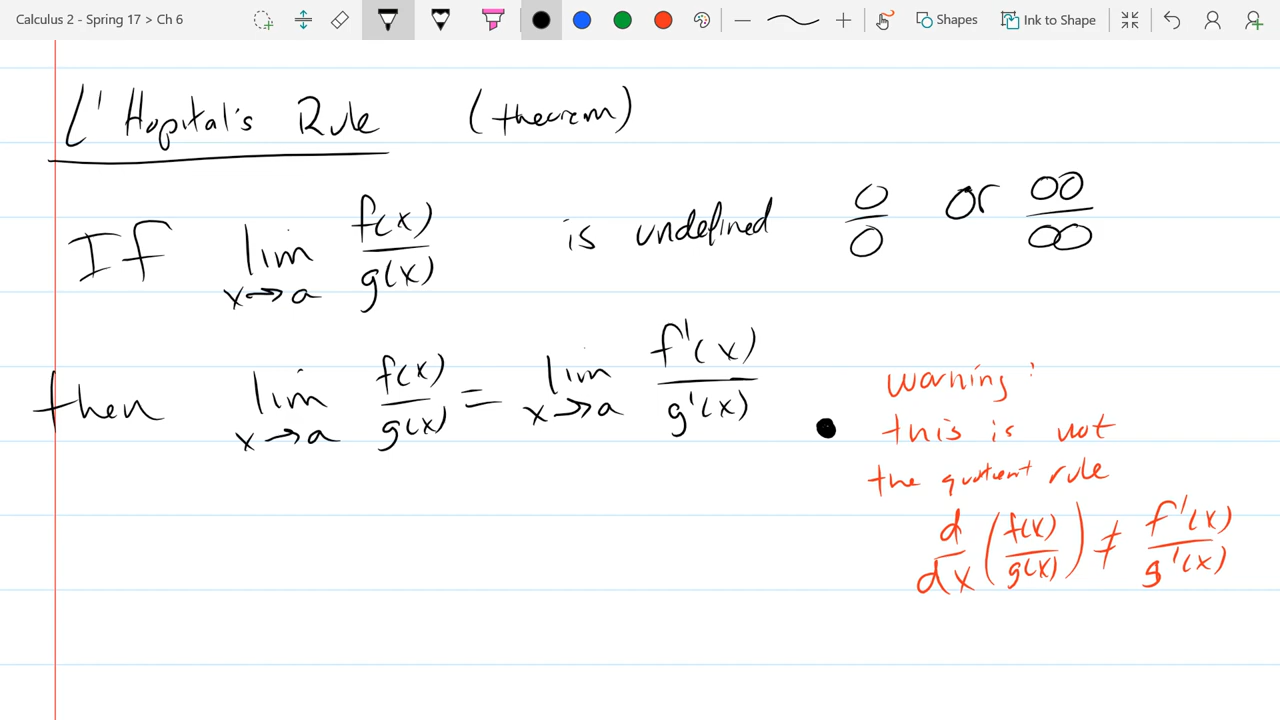 Calculus 2 - Spring 17 > Ch 6
Shapes
Ink to Shape
L'Hopital's Rule (theorem)
If lim x→a f(x)/g(x) is undefined 0/0 or ∞/∞
then lim x→a f(x)/g(x) = lim x→a f'(x)/g'(x)
warning:
this is not
the quotient rule
d/dx (f(x)/g(x)) ≠ f'(x)/g'(x)